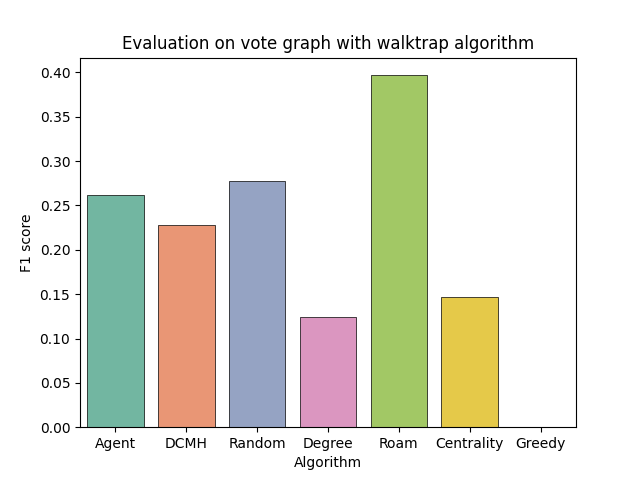 Evaluation on vote graph with walktrap algorithm
0.40
0.35
0.30
0.25
0.20
0.15
0.10
0.05
0.00
F1 score
Agent DCMH Random Degree Roam Centrality Greedy
Algorithm